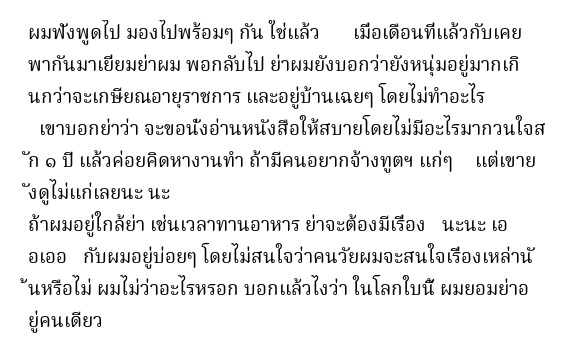 ผมฟังพูดไป มองไปพร้อมๆ กัน ใช่แล้ว เมื่อเดือนที่แล้วกับเคย
พากันมาเยี่ยมย่าผม พอกลับไป ย่าผมยังบอกว่ายังหนุ่มอยู่มากเกิ
นกว่าจะเกษียณอายุราชการ และอยู่บ้านเฉยๆ โดยไม่ทำอะไร
เขาบอกย่าว่า จะขอนั่งอ่านหนังสือให้สบายโดยไม่มีอะไรมากวนใจส
ัก ๑ ปี แล้วค่อยคิดหางานทำ ถ้ามีคนอยากจ้างทูตฯ แก่ๆ แต่เขาย
ังดูไม่แก่เลยนะ นะ
ถ้าผมอยู่ใกล้ย่า เช่นเวลาทานอาหาร ย่าจะต้องมีเรื่อง นะนะ เอ
อเออ กับผมอยู่บ่อยๆ โดยไม่สนใจว่าคนวัยผมจะสนใจเรื่องเหล่านั
้นหรือไม่ ผมไม่ว่าอะไรหรอก บอกแล้วไงว่า ในโลกใบนี้ ผมยอมย่าอ
ยู่คนเดียว